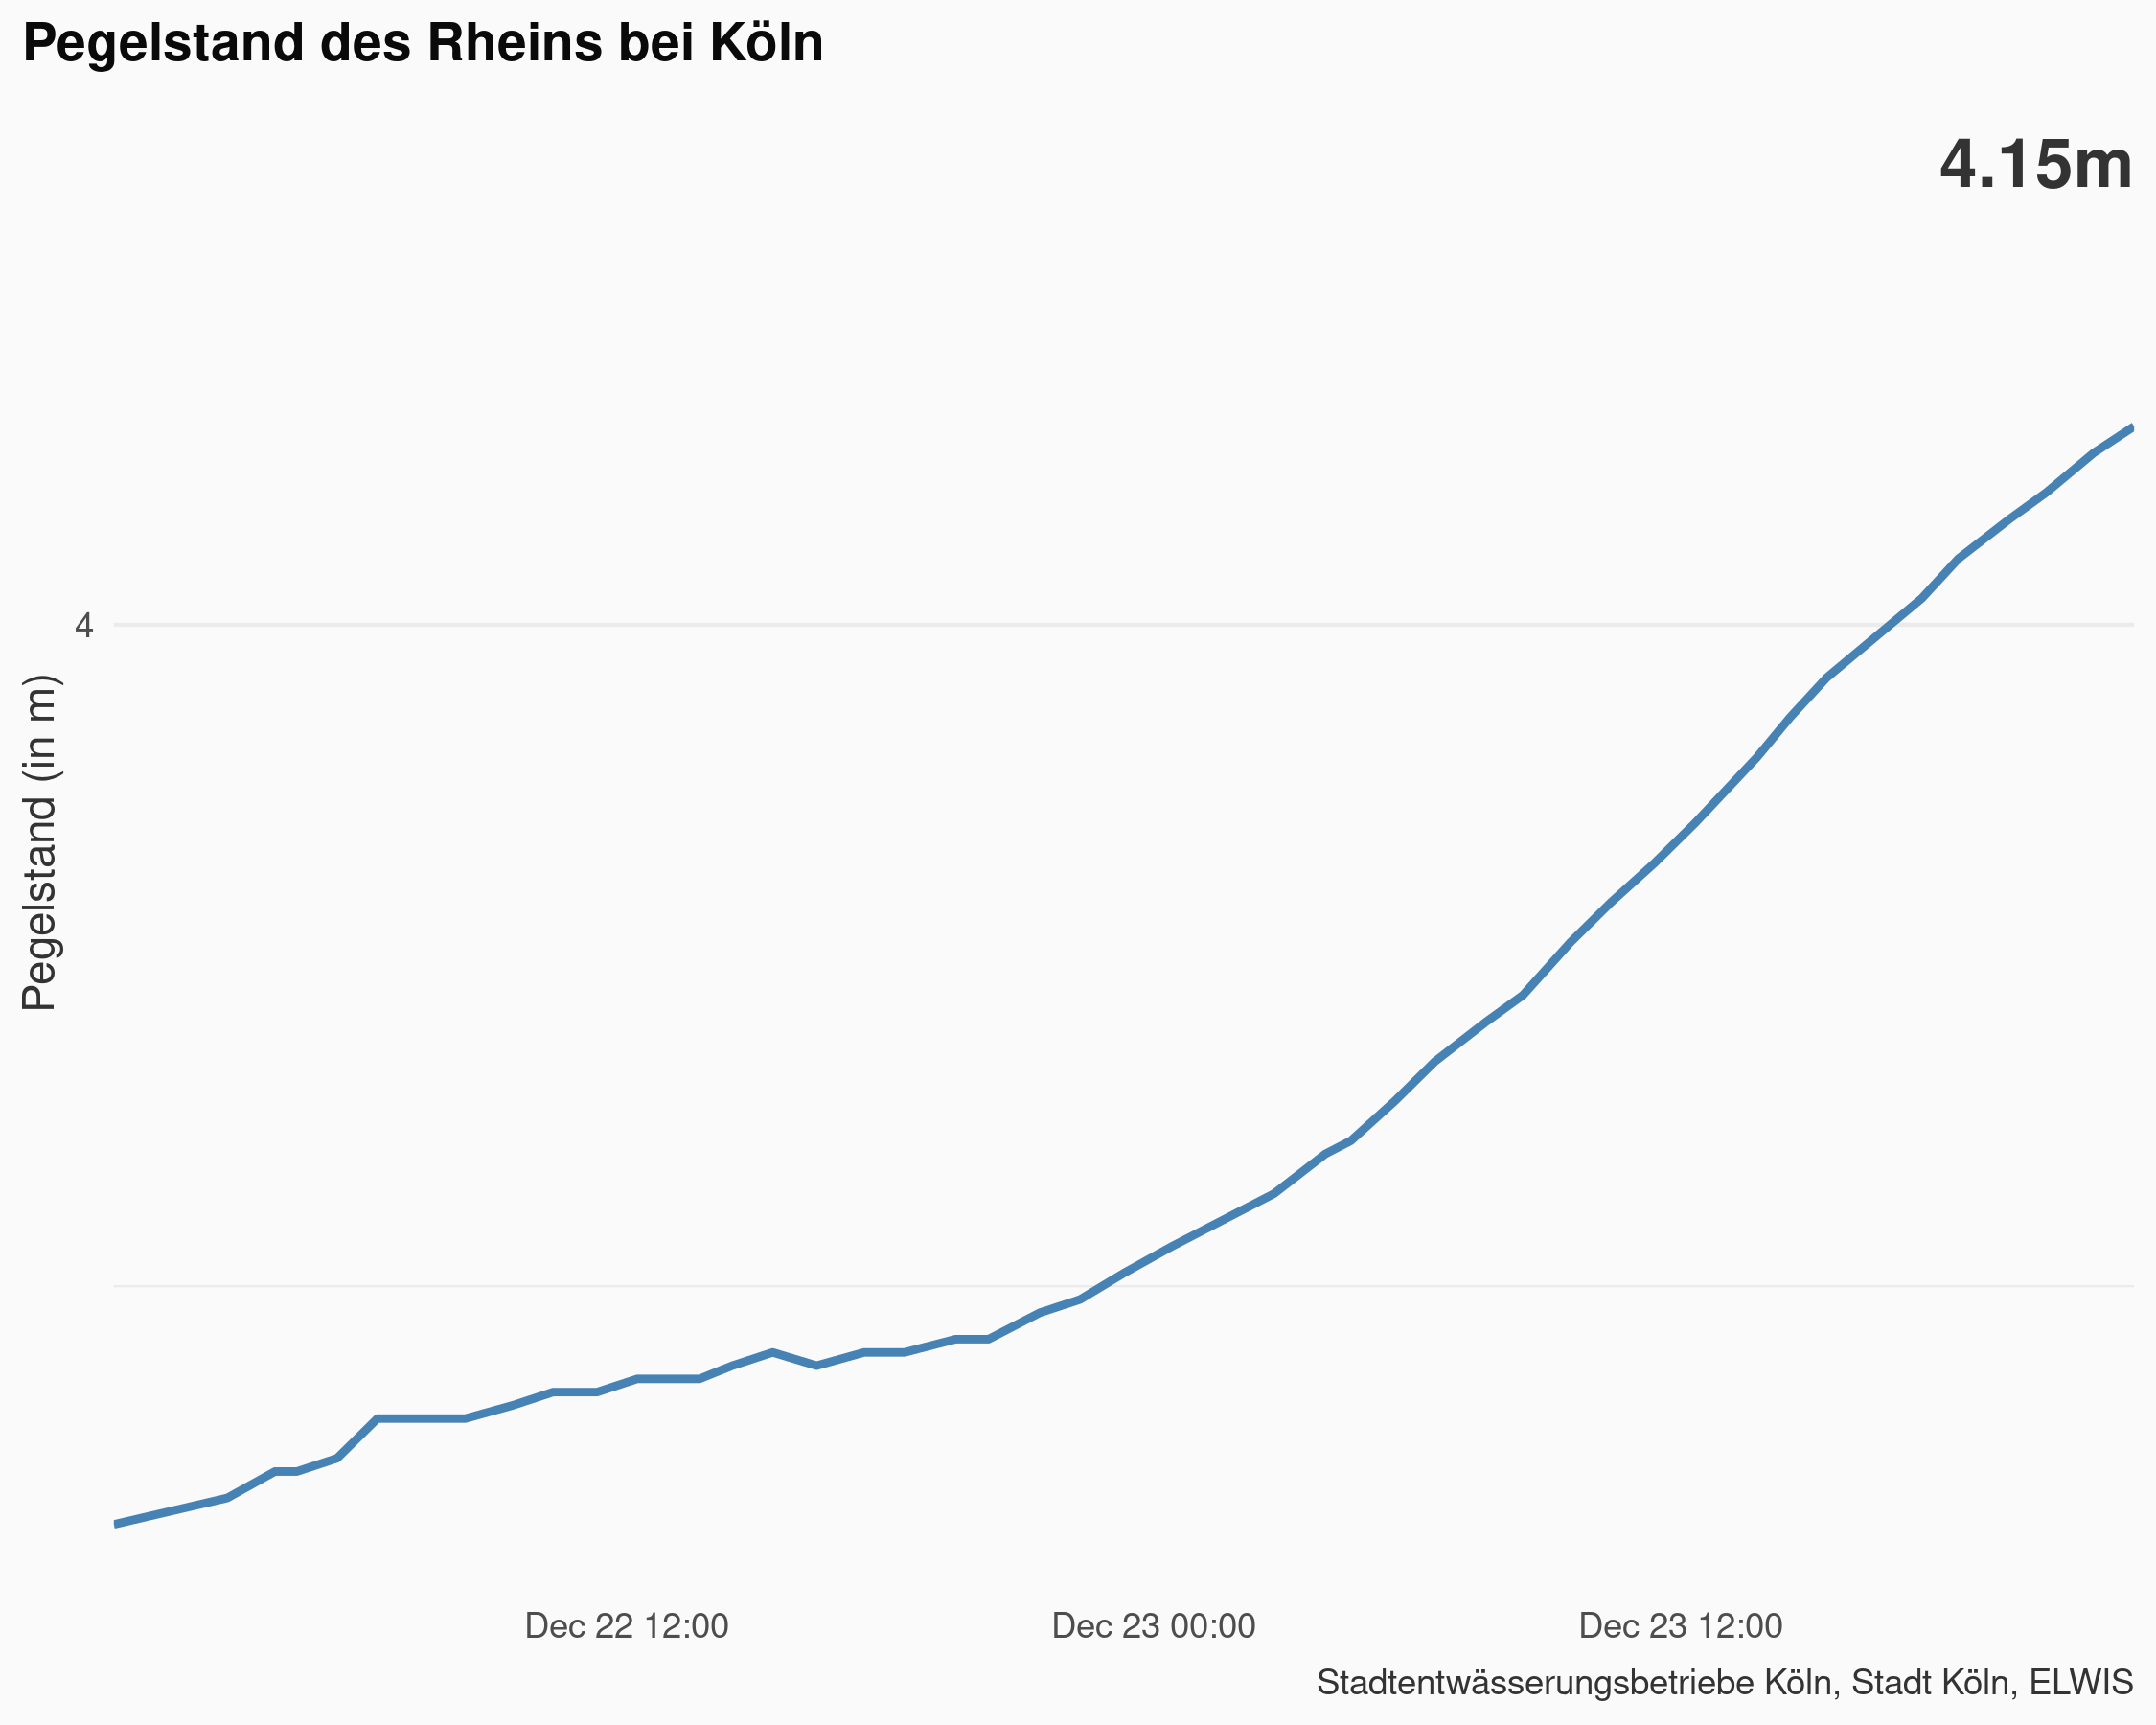 Pegelstand des Rheins bei Köln
4.15m
4
Pegelstand (in m)
Dec 22 12:00
Dec 23 00:00
Dec 23 12:00
Stadtentwässerungsbetriebe Köln, Stadt Köln, ELWIS